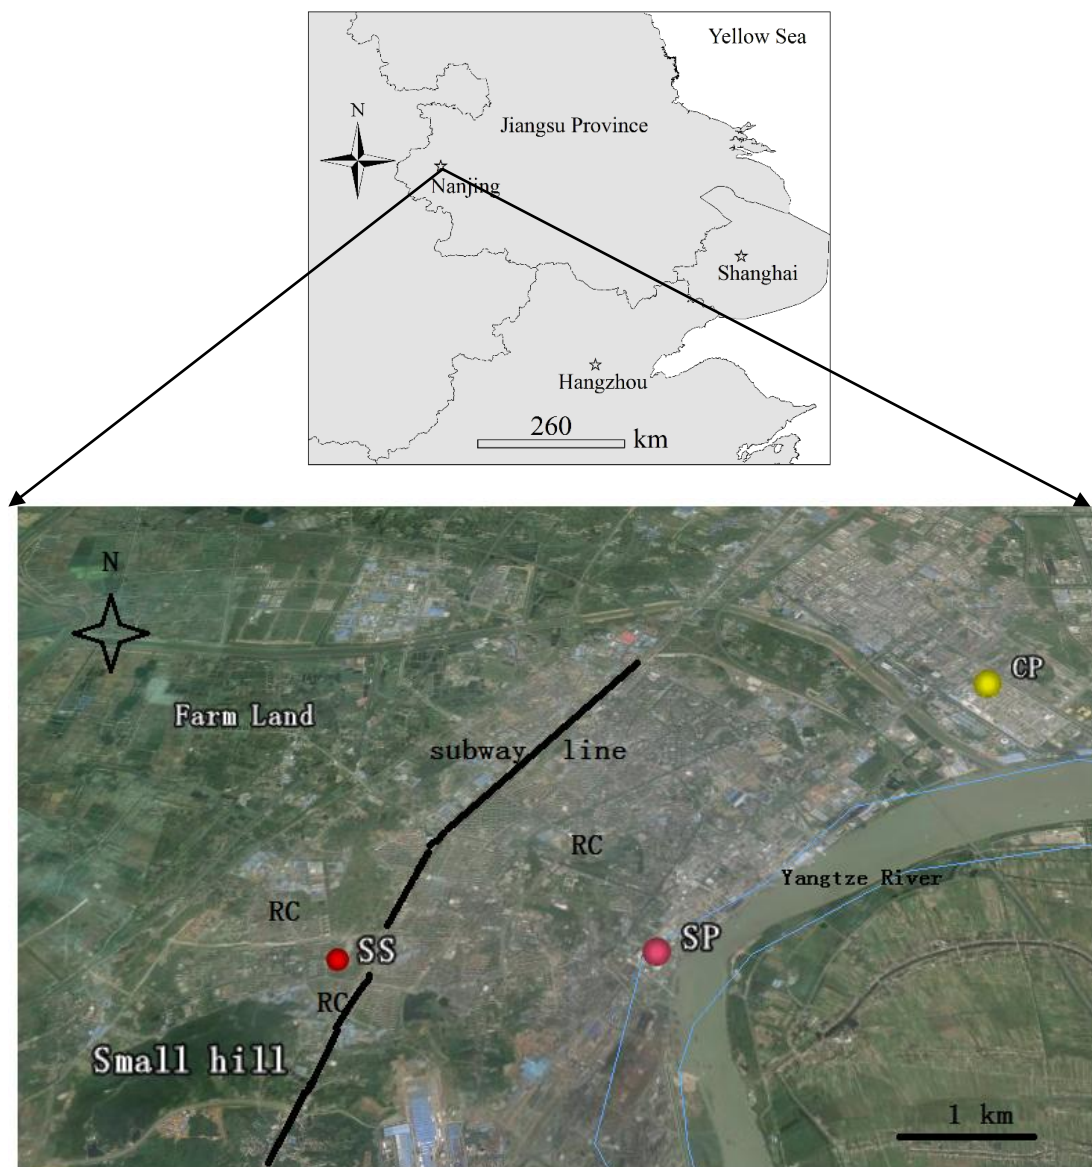 Yellow Sea
N
Jiangsu Province
Nanjing
Shanghai
Hangzhou
260 km
N
CP
Farm Land
subway line
RC
Yangtze River
RC
SS
SP
RC
Small hill
1 km